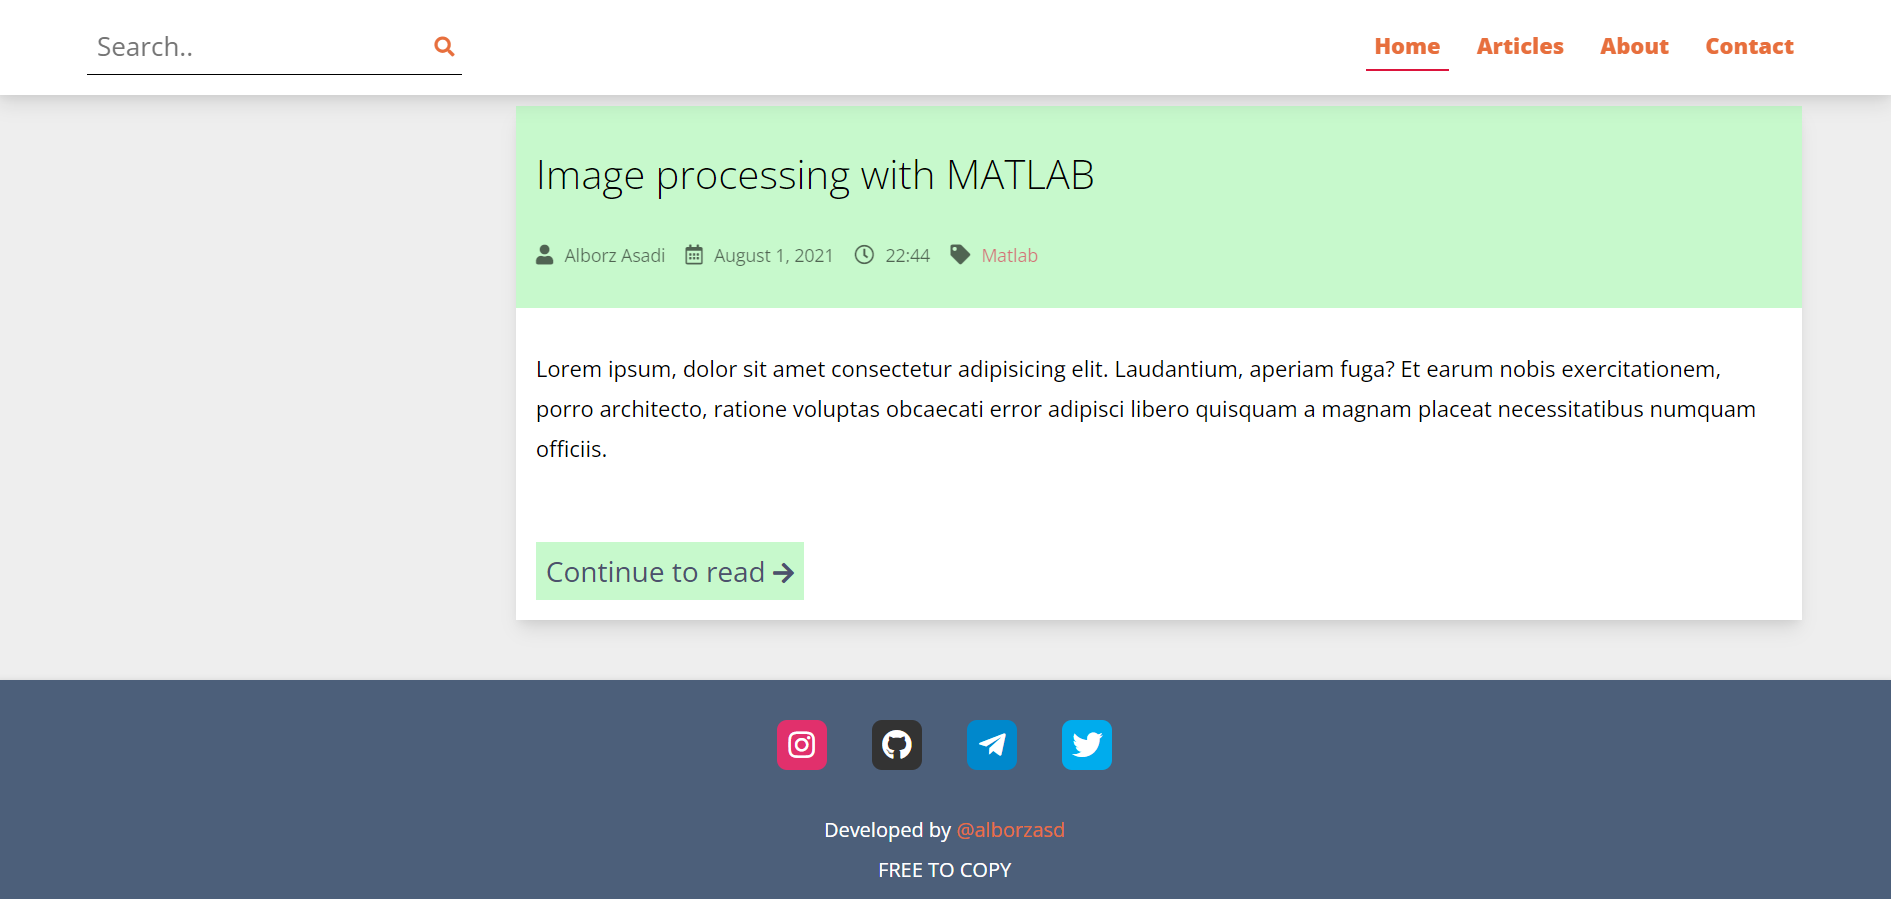 Search..
Home Articles About Contact
Image processing with MATLAB
Alborz Asadi August 1, 2021 22:44 Matlab
Lorem ipsum, dolor sit amet consectetur adipisicing elit. Laudantium, aperiam fuga? Et earum nobis exercitationem,
porro architecto, ratione voluptas obcaecati error adipisci libero quisquam a magnam placeat necessitatibus numquam
officiis.
Continue to read
Developed by @alborzasd
FREE TO COPY